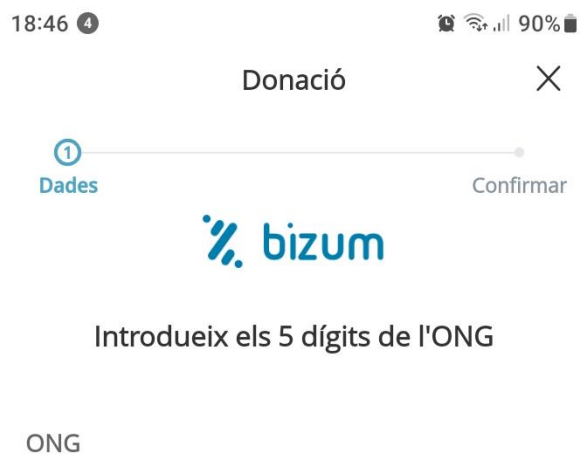 18:46 4 90%
Donació
1
Dades Confirmar
bizum
Introdueix els 5 dígits de l'ONG
ONG